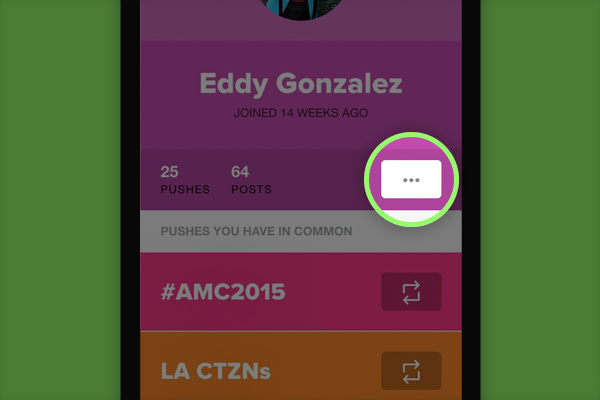 Eddy Gonzalez
JOINED 14 WEEKS AGO
25
PUSHES
64
POSTS
PUSHES YOU HAVE IN COMMON
#AMC2015
LA CTZNs